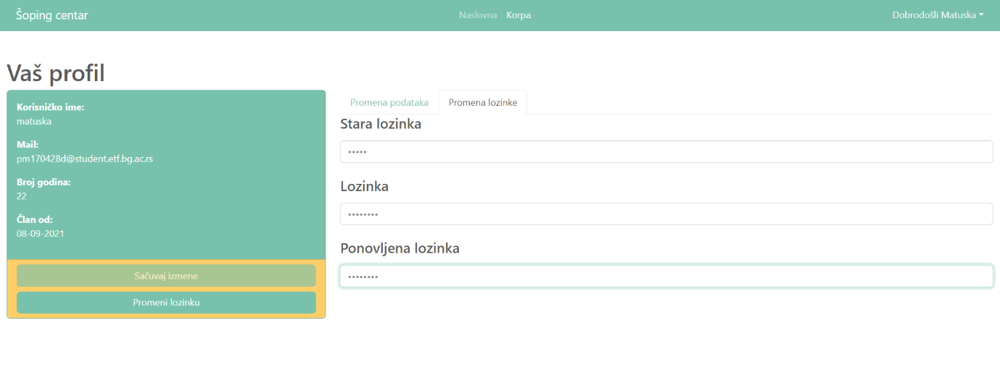 Šoping centar
Naslovna
Korpa
Dobrodošli Matuska
Vaš profil
Korisničko ime:
matuska
Mail:
pm170428d@student.etf.bg.ac.rs
Broj godina:
22
Član od:
08-09-2021
Sačuvaj izmene
Promeni lozinku
Promena podataka
Promena lozinke
Stara lozinka
•••••
Lozinka
••••••••
Ponovljena lozinka
••••••••